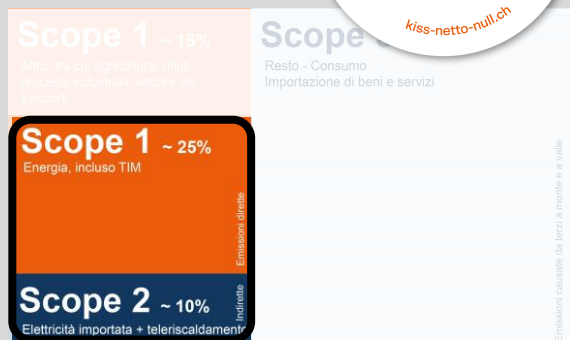 kiss-netto-null.ch
Scope 1 ~ 15%
Altro, tra cui agricoltura, rifiuti,
processi industriali, settore dei
trasporti
Scope
Resto - Consumo
Importazione di beni e servizi
Scope 1 ~ 25%
Energia, incluso TIM
Emissioni dirette
Scope 2 ~ 10%
Elettricità importata + teleriscaldamento
Indirette
Emissioni causate da terzi a monte e a valle